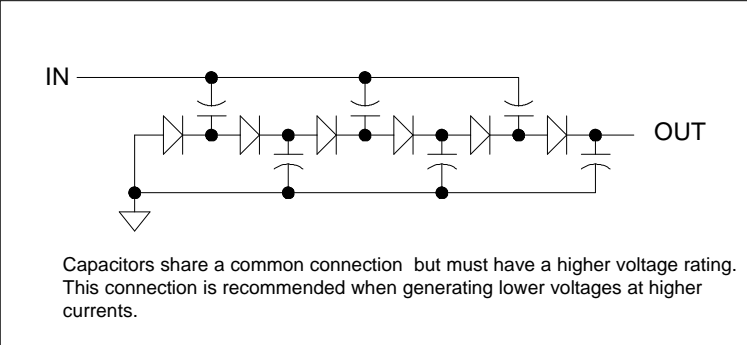 IN
OUT
Capacitors share a common connection but must have a higher voltage rating.
This connection is recommended when generating lower voltages at higher
currents.